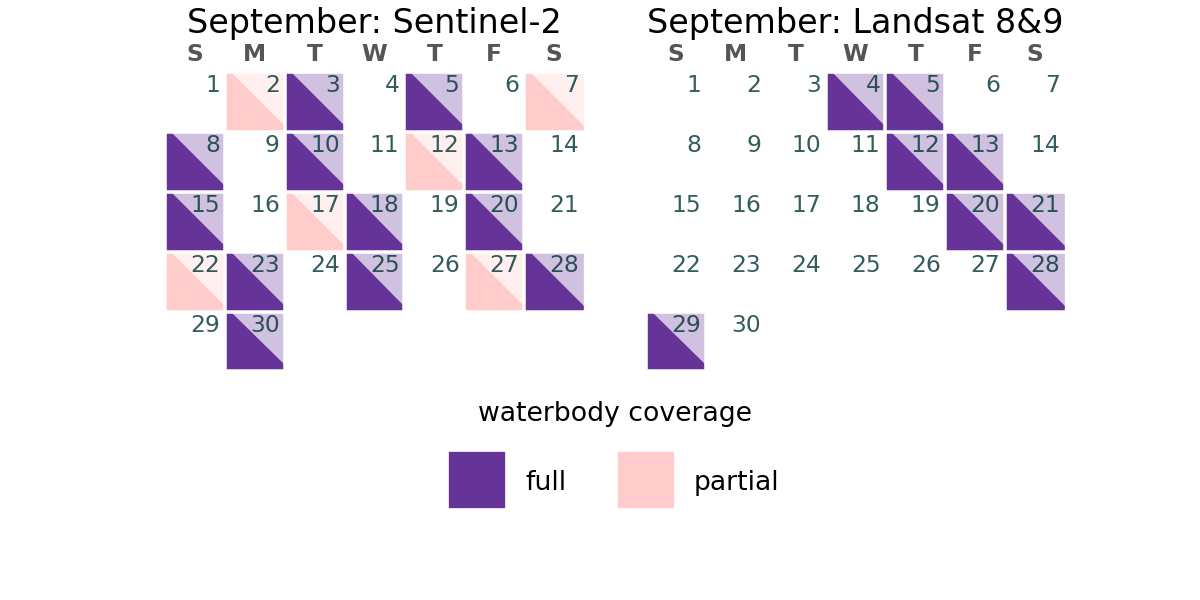 September: Sentinel-2
S M T W T F S
1 2 3 4 5 6 7
8 9 10 11 12 13 14
15 16 17 18 19 20 21
22 23 24 25 26 27 28
29 30
September: Landsat 8&9
S M T W T F S
1 2 3 4 5 6 7
8 9 10 11 12 13 14
15 16 17 18 19 20 21
22 23 24 25 26 27 28
29 30
waterbody coverage
full partial